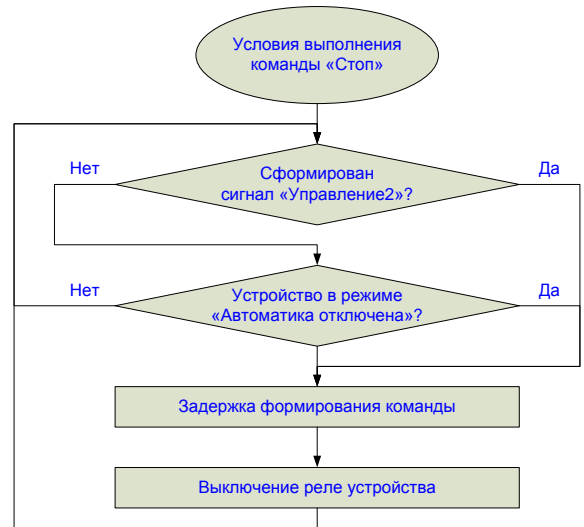 Условия выполнения
команды «Стоп»
Нет
Да
Сформирован
сигнал «Управление2»?
Нет
Да
Устройство в режиме
«Автоматика отключена»?
Задержка формирования команды
Выключение реле устройства